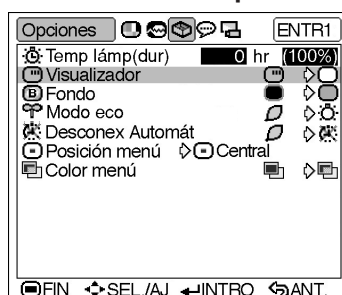 Opciones ENTR1
Temp lámp(dur) 0 hr (100%)
Visualizador
B Fondo
Modo eco
Desconex Automát
Posición menú Central
Color menú
FIN SEL./AJ INTRO ANT.